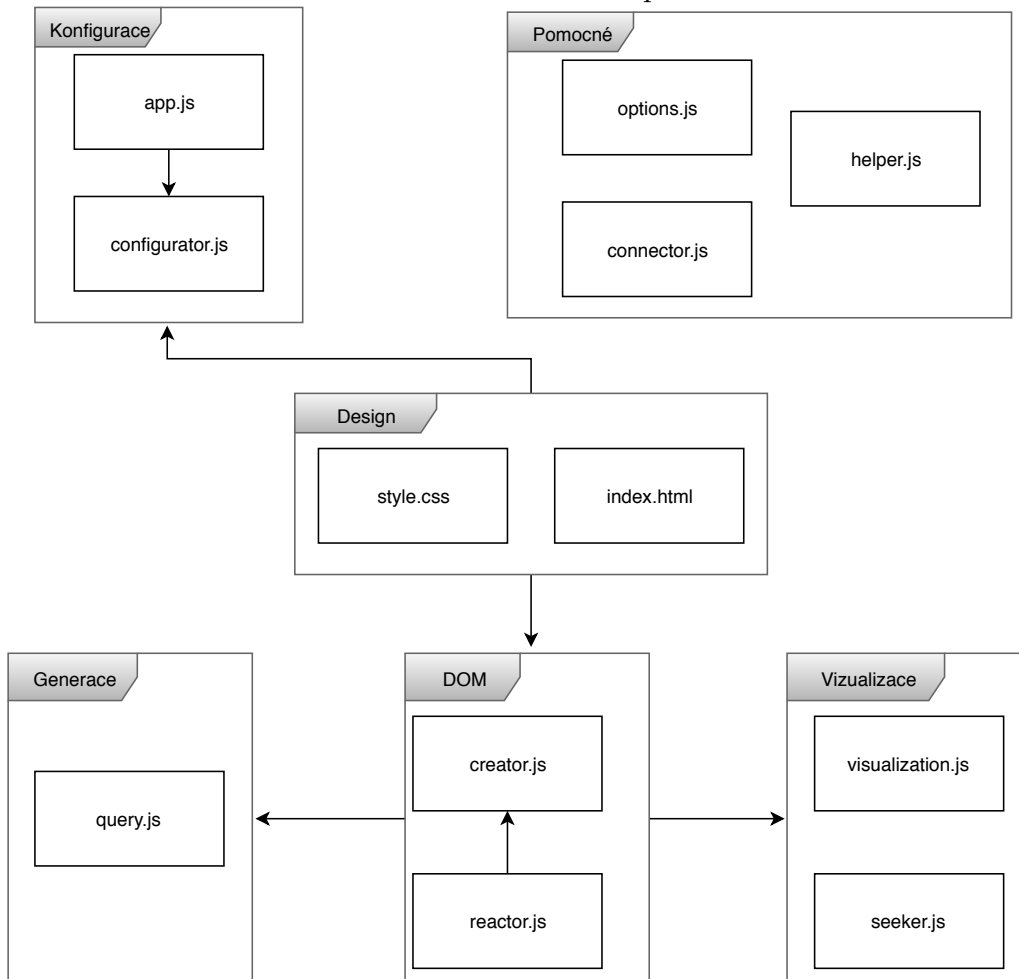 Konfigurace
app.js
configurator.js
Pomocné
options.js
helper.js
connector.js
Design
style.css
index.html
Generace
query.js
DOM
creator.js
reactor.js
Vizualizace
visualization.js
seeker.js